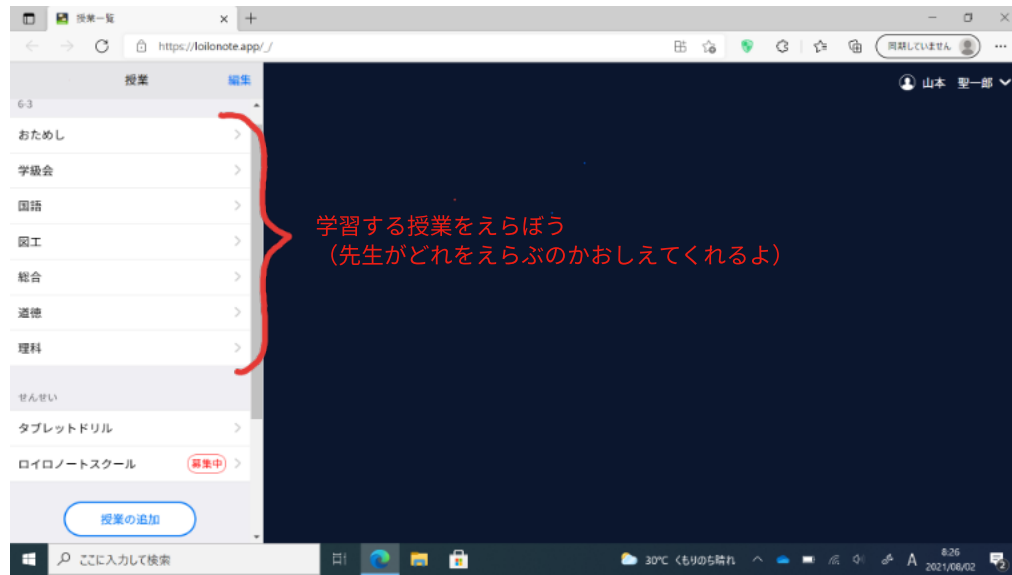 授業一覧
https://loilonote.app/_/
同期していません
授業 編集
山本 聖一郎
6-3
おためし
学級会
国語
図工
総合
道徳
理科
学習する授業をえらぼう
（先生がどれをえらぶのかおしえてくれるよ）
せんせい
タブレットドリル
ロイロノートスクール 募集中
授業の追加
ここに入力して検索
30°C くもりのち晴れ
A
8:26
2021/08/02
2